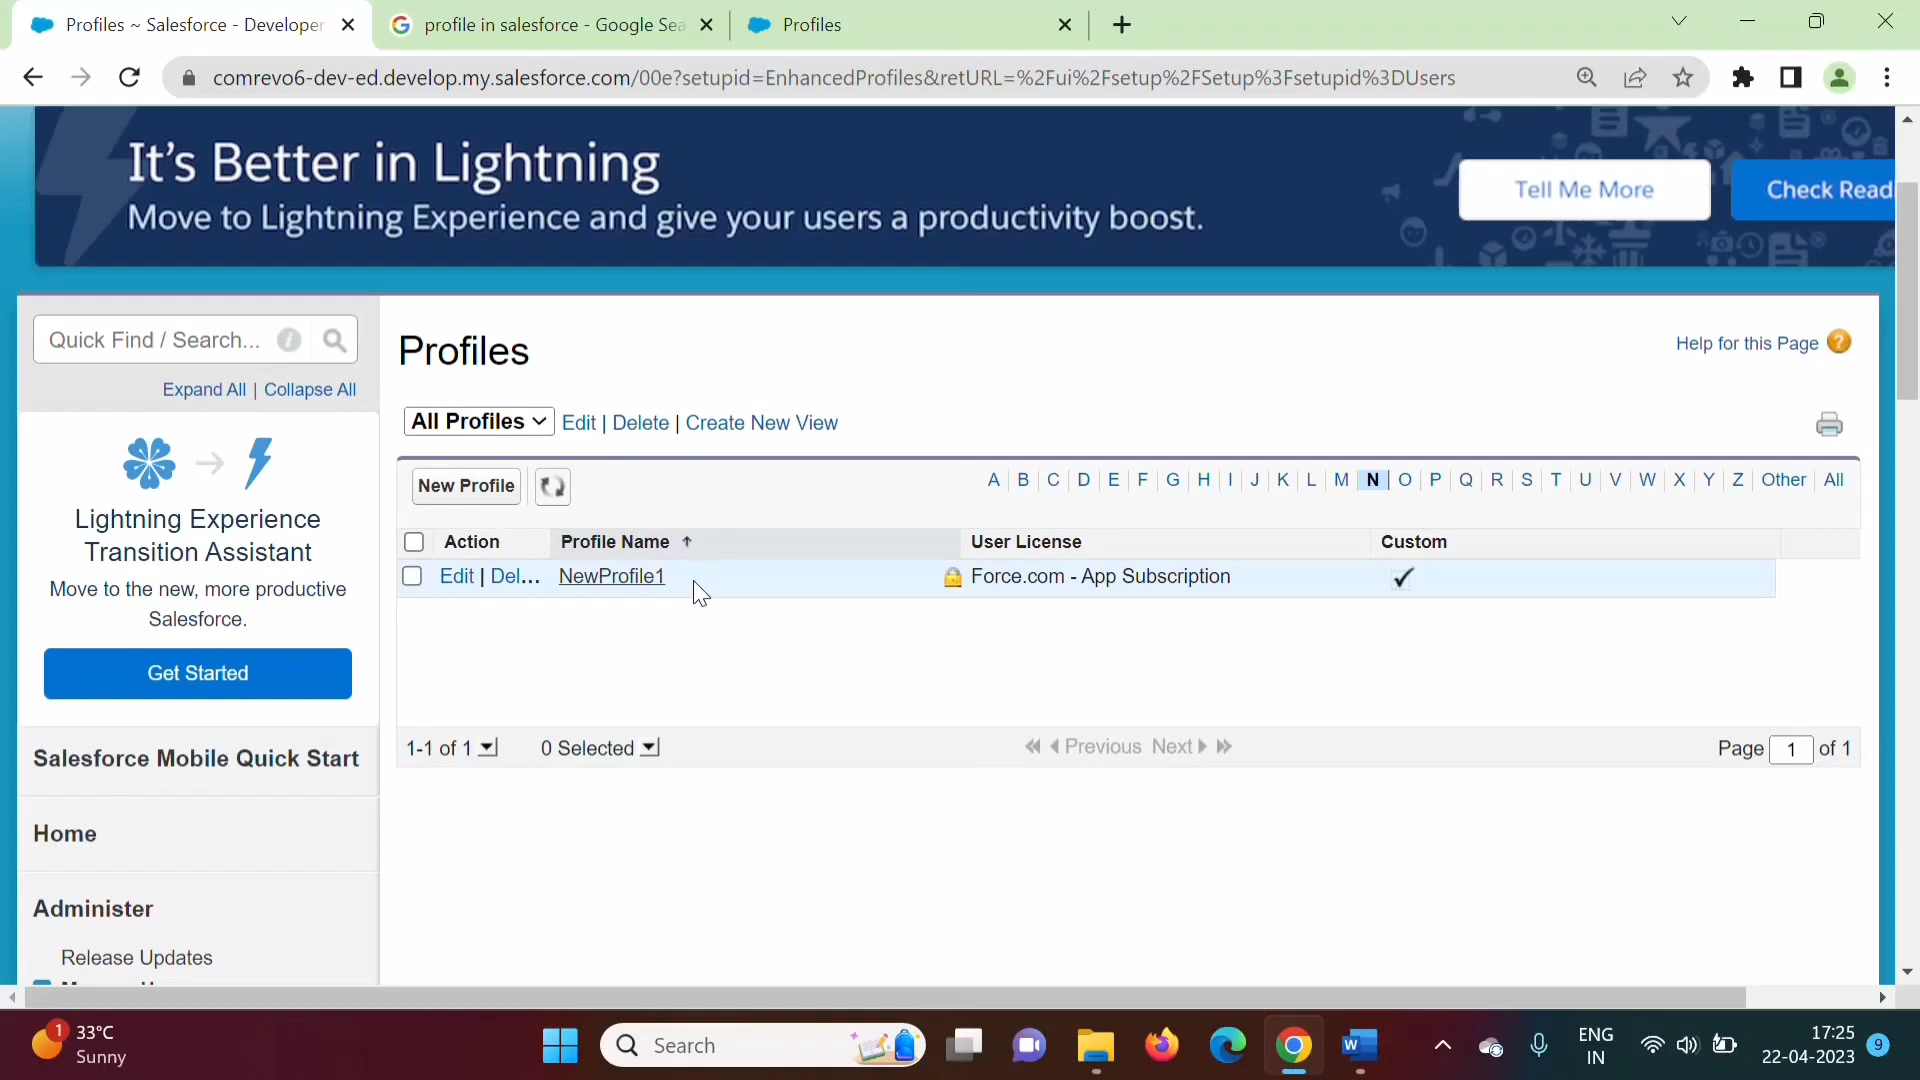 Profiles ~ Salesforce - Developer
profile in salesforce - Google Sea
Profiles
comrevo6-dev-ed.develop.my.salesforce.com/00e?setupid=EnhancedProfiles&retURL=%2Fui%2Fsetup%2FSetup%3Fsetupid%3DUsers
It's Better in Lightning
Move to Lightning Experience and give your users a productivity boost.
Tell Me More
Check Read
Quick Find / Search...
Expand All | Collapse All
Lightning Experience
Transition Assistant
Move to the new, more productive
Salesforce.
Get Started
Salesforce Mobile Quick Start
Home
Administer
Release Updates
Profiles
Help for this Page ?
All Profiles Edit | Delete | Create New View
New Profile
A B C D E F G H I J K L M N O P Q R S T U V W X Y Z Other All
Action Profile Name User License Custom
Edit | Del... NewProfile1 Force.com - App Subscription
1-1 of 1 0 Selected Previous Next Page 1 of 1
1 33°C
Sunny
Search
ENG
IN
17:25
22-04-2023
9